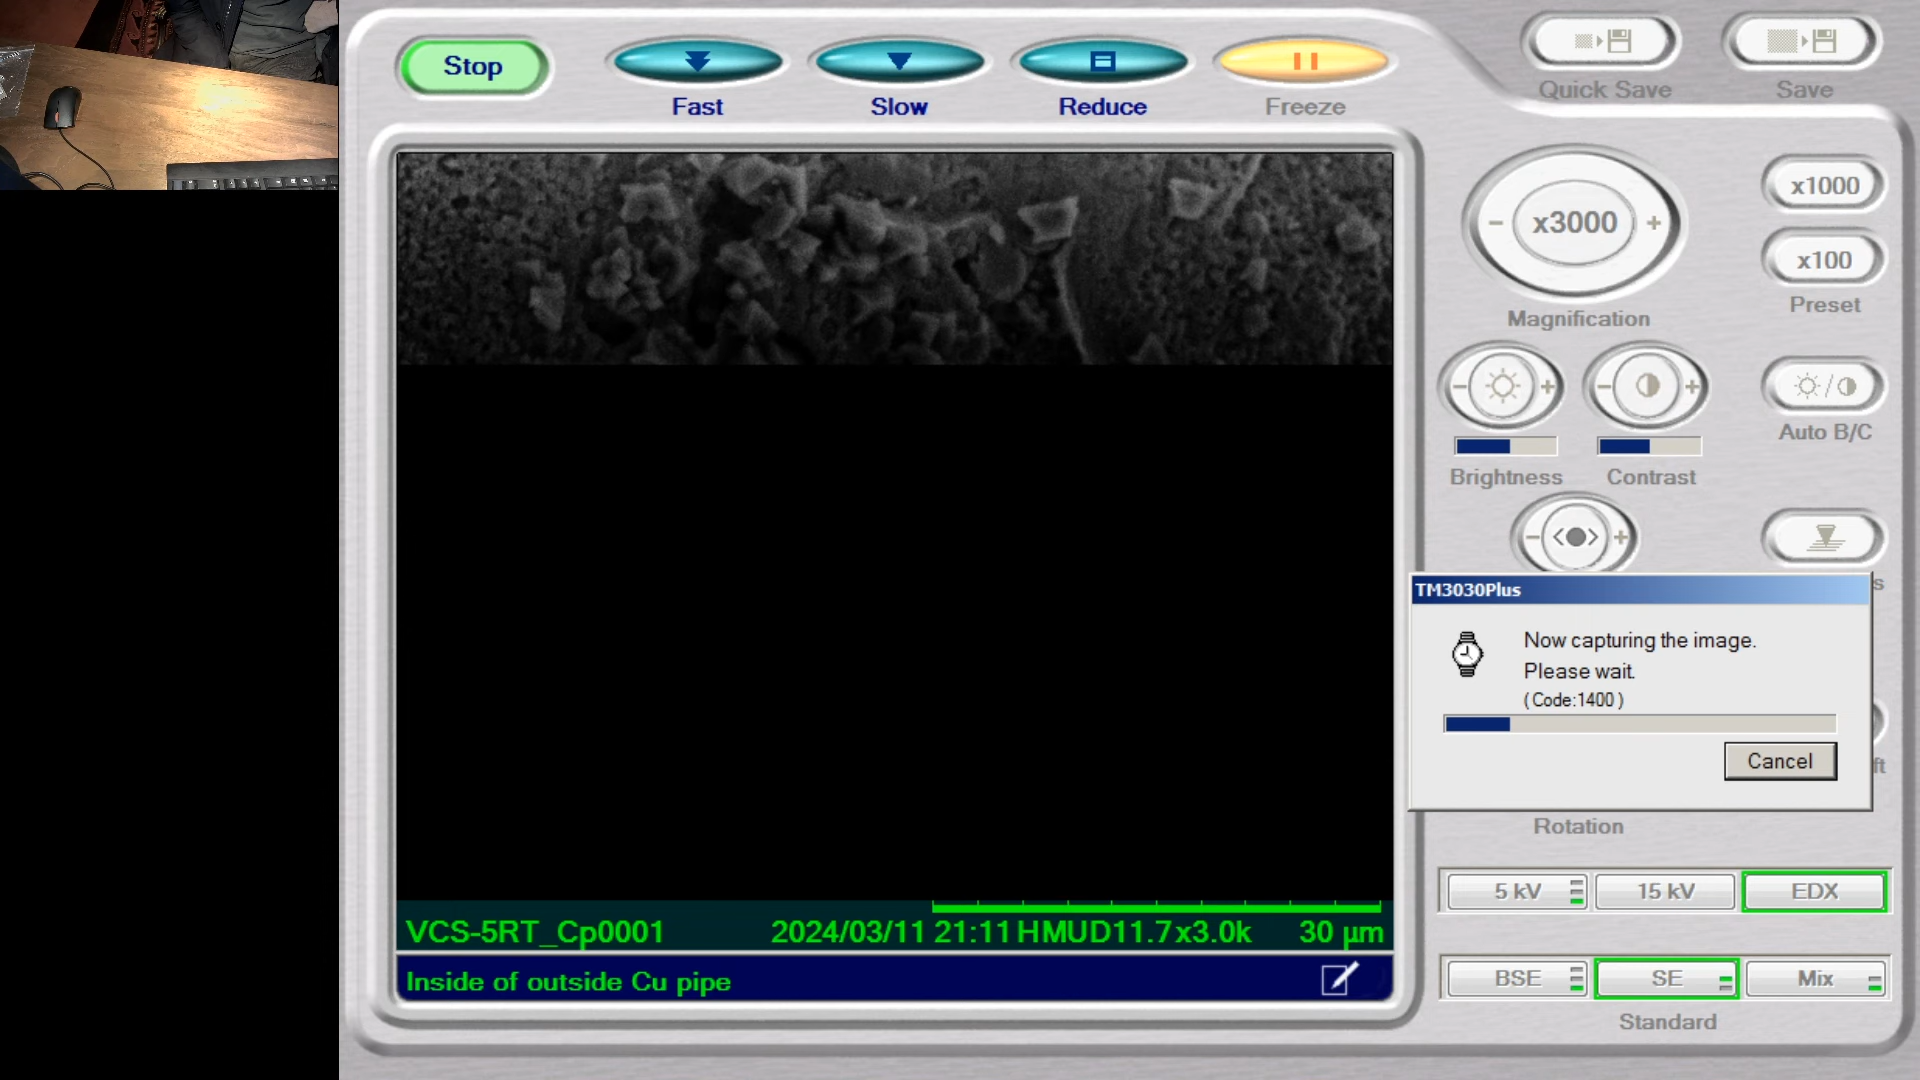 Stop
Fast
Slow
Reduce
Freeze
Quick Save
Save
x3000
Magnification
x1000
x100
Preset
Brightness
Contrast
Auto B/C
TM3030Plus
Now capturing the image.
Please wait.
(Code:1400)
Cancel
Rotation
5 kV
15 kV
EDX
BSE
SE
Mix
Standard
VCS-5RT_Cp0001
2024/03/11 21:11 HMUD11.7 x3.0k 30 µm
Inside of outside Cu pipe